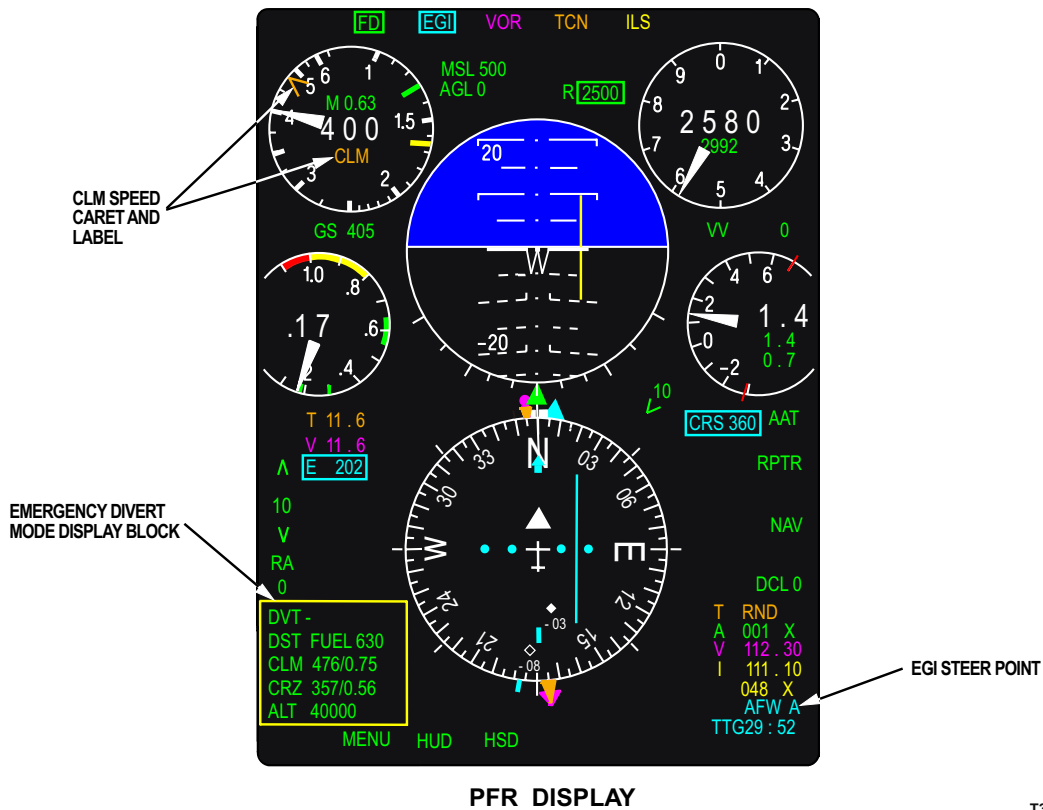 FD EGI VOR TCN ILS
MSL 500
AGL 0
R 2500
6 1 1.5 2 3 4 5
M 0.63
400
CLM
9 0 1 2 3 4 5 6 7 8
2580
2992
20
-20
CLM SPEED
CARET AND
LABEL
GS 405
VV 0
1.0 .8 .6 .4 .2
.17
6 4 2 0 -2
1.4
1.4
0.7
10
T 11.6
V 11.6
E 202
CRS 360 AAT
RPTR
NAV
DCL 0
^
10
v
RA
0
N 03 06 E 12 15 21 24 W 30 33
- 03
- 08
EMERGENCY DIVERT
MODE DISPLAY BLOCK
DVT -
DST FUEL 630
CLM 476/0.75
CRZ 357/0.56
ALT 40000
T RND
A 001 X
V 112.30
I 111.10
048 X
AFW A
TTG29:52
EGI STEER POINT
MENU HUD HSD
PFR DISPLAY